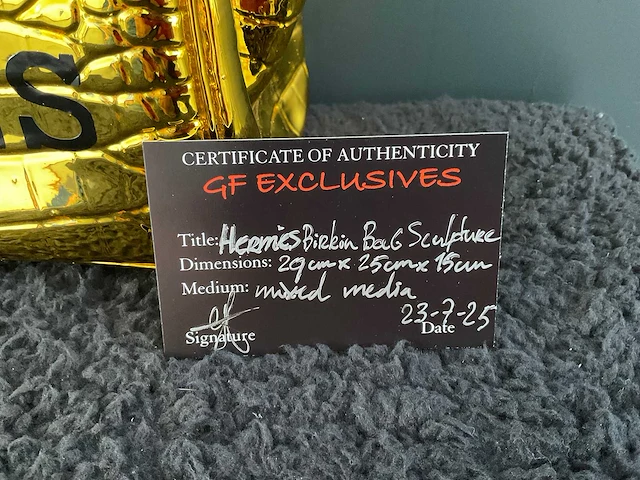 S
CERTIFICATE OF AUTHENTICITY
GF EXCLUSIVES
Title: Hermes Birkin BaG Sculpture
Dimensions: 29cm x 25cm x 15cm
Medium: mixed media
23-7-25
Signature
Date